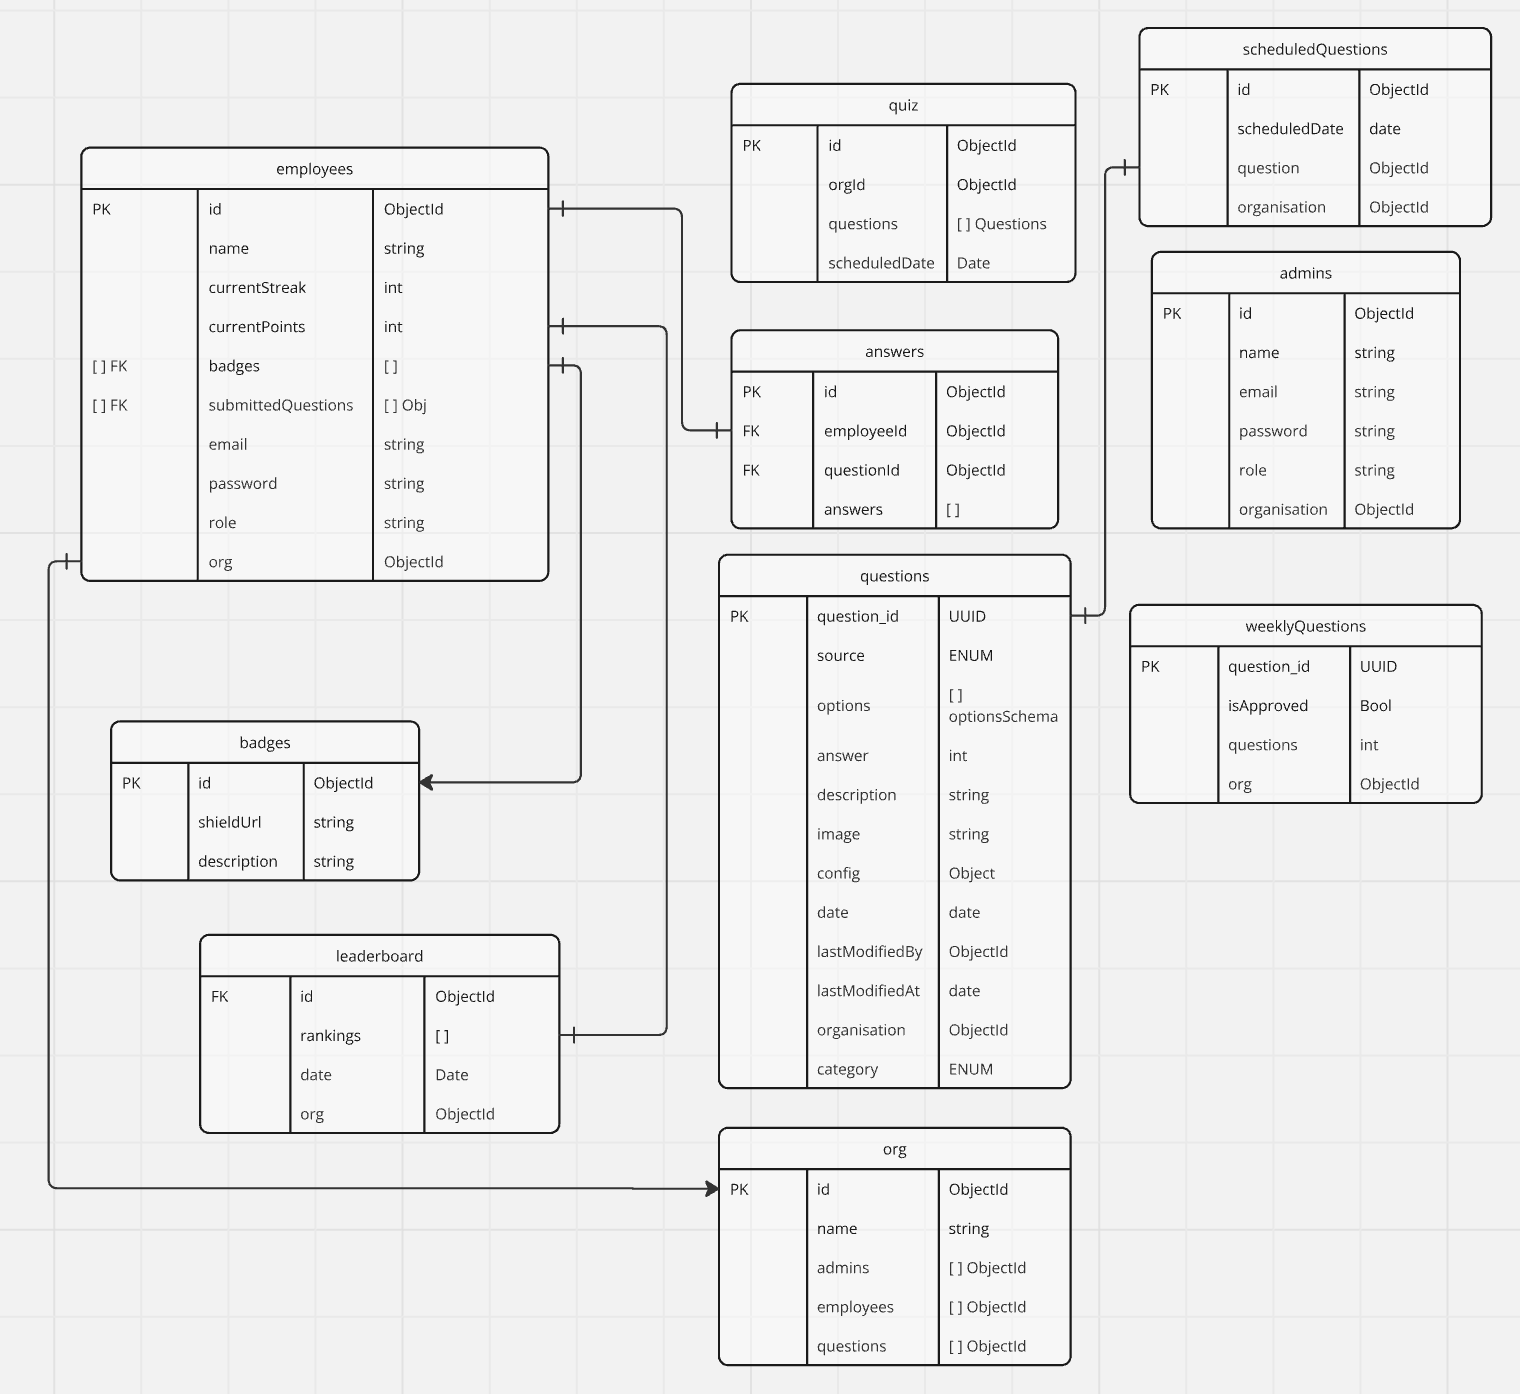 scheduledQuestions
PK id ObjectId
scheduledDate date
question ObjectId
organisation ObjectId
quiz
PK id ObjectId
orgId ObjectId
questions [ ] Questions
scheduledDate Date
employees
PK id ObjectId
name string
currentStreak int
currentPoints int
[ ] FK badges [ ]
[ ] FK submittedQuestions [ ] Obj
email string
password string
role string
org ObjectId
admins
PK id ObjectId
name string
email string
password string
role string
organisation ObjectId
answers
PK id ObjectId
FK employeeId ObjectId
FK questionId ObjectId
answers [ ]
questions
PK question_id UUID
source ENUM
options [ ]
optionsSchema
answer int
description string
image string
config Object
date date
lastModifiedBy ObjectId
lastModifiedAt date
organisation ObjectId
category ENUM
weeklyQuestions
PK question_id UUID
isApproved Bool
questions int
org ObjectId
badges
PK id ObjectId
shieldUrl string
description string
leaderboard
FK id ObjectId
rankings [ ]
date Date
org ObjectId
org
PK id ObjectId
name string
admins [ ] ObjectId
employees [ ] ObjectId
questions [ ] ObjectId